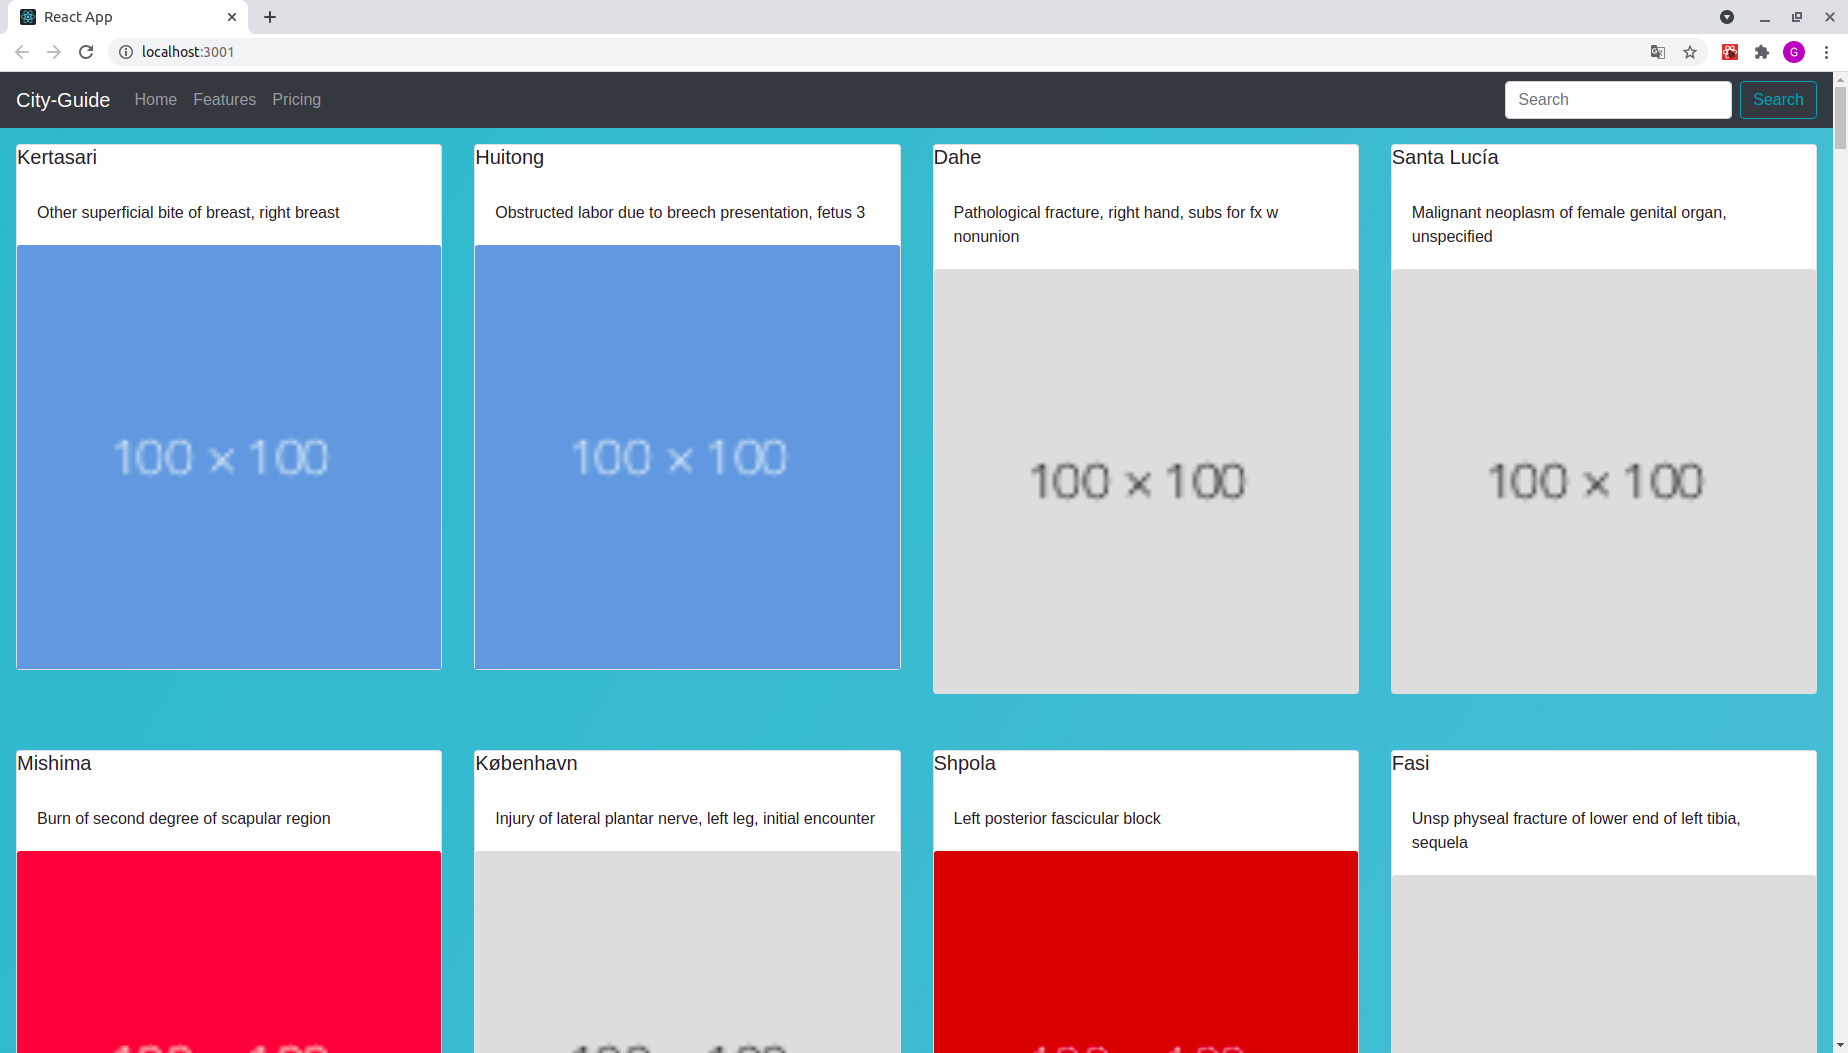 React App
localhost:3001
G
City-Guide Home Features Pricing Search Search
Kertasari
Other superficial bite of breast, right breast
100 × 100
Huitong
Obstructed labor due to breech presentation, fetus 3
100 × 100
Dahe
Pathological fracture, right hand, subs for fx w
nonunion
100 × 100
Santa Lucía
Malignant neoplasm of female genital organ,
unspecified
100 × 100
Mishima
Burn of second degree of scapular region
København
Injury of lateral plantar nerve, left leg, initial encounter
Shpola
Left posterior fascicular block
Fasi
Unsp physeal fracture of lower end of left tibia,
sequela